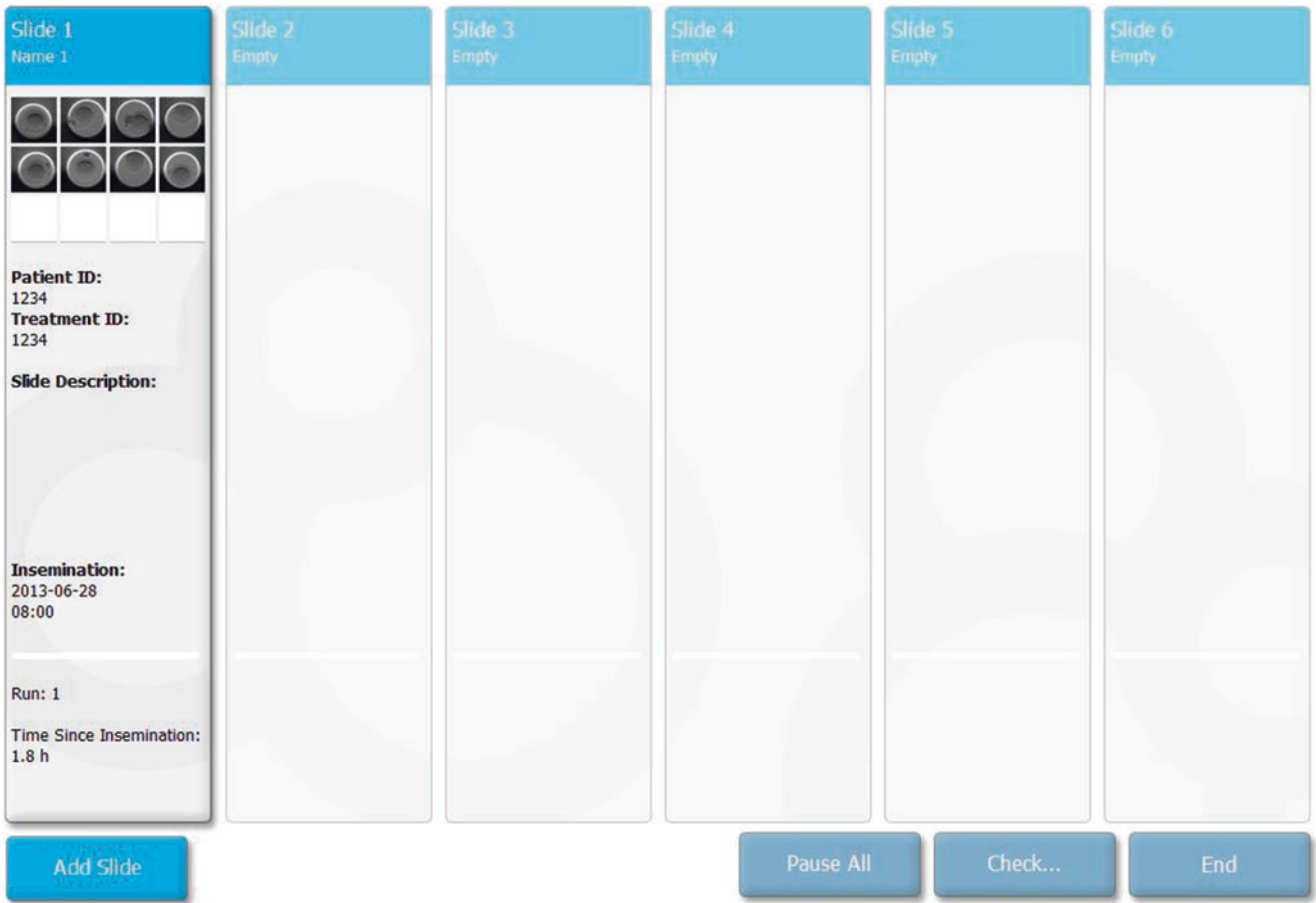 Slide 1
Name 1
Slide 2
Empty
Slide 3
Empty
Slide 4
Empty
Slide 5
Empty
Slide 6
Empty
Patient ID:
1234
Treatment ID:
1234
Slide Description:
Insemination:
2013-06-28
08:00
Run: 1
Time Since Insemination:
1.8 h
Add Slide
Pause All
Check...
End